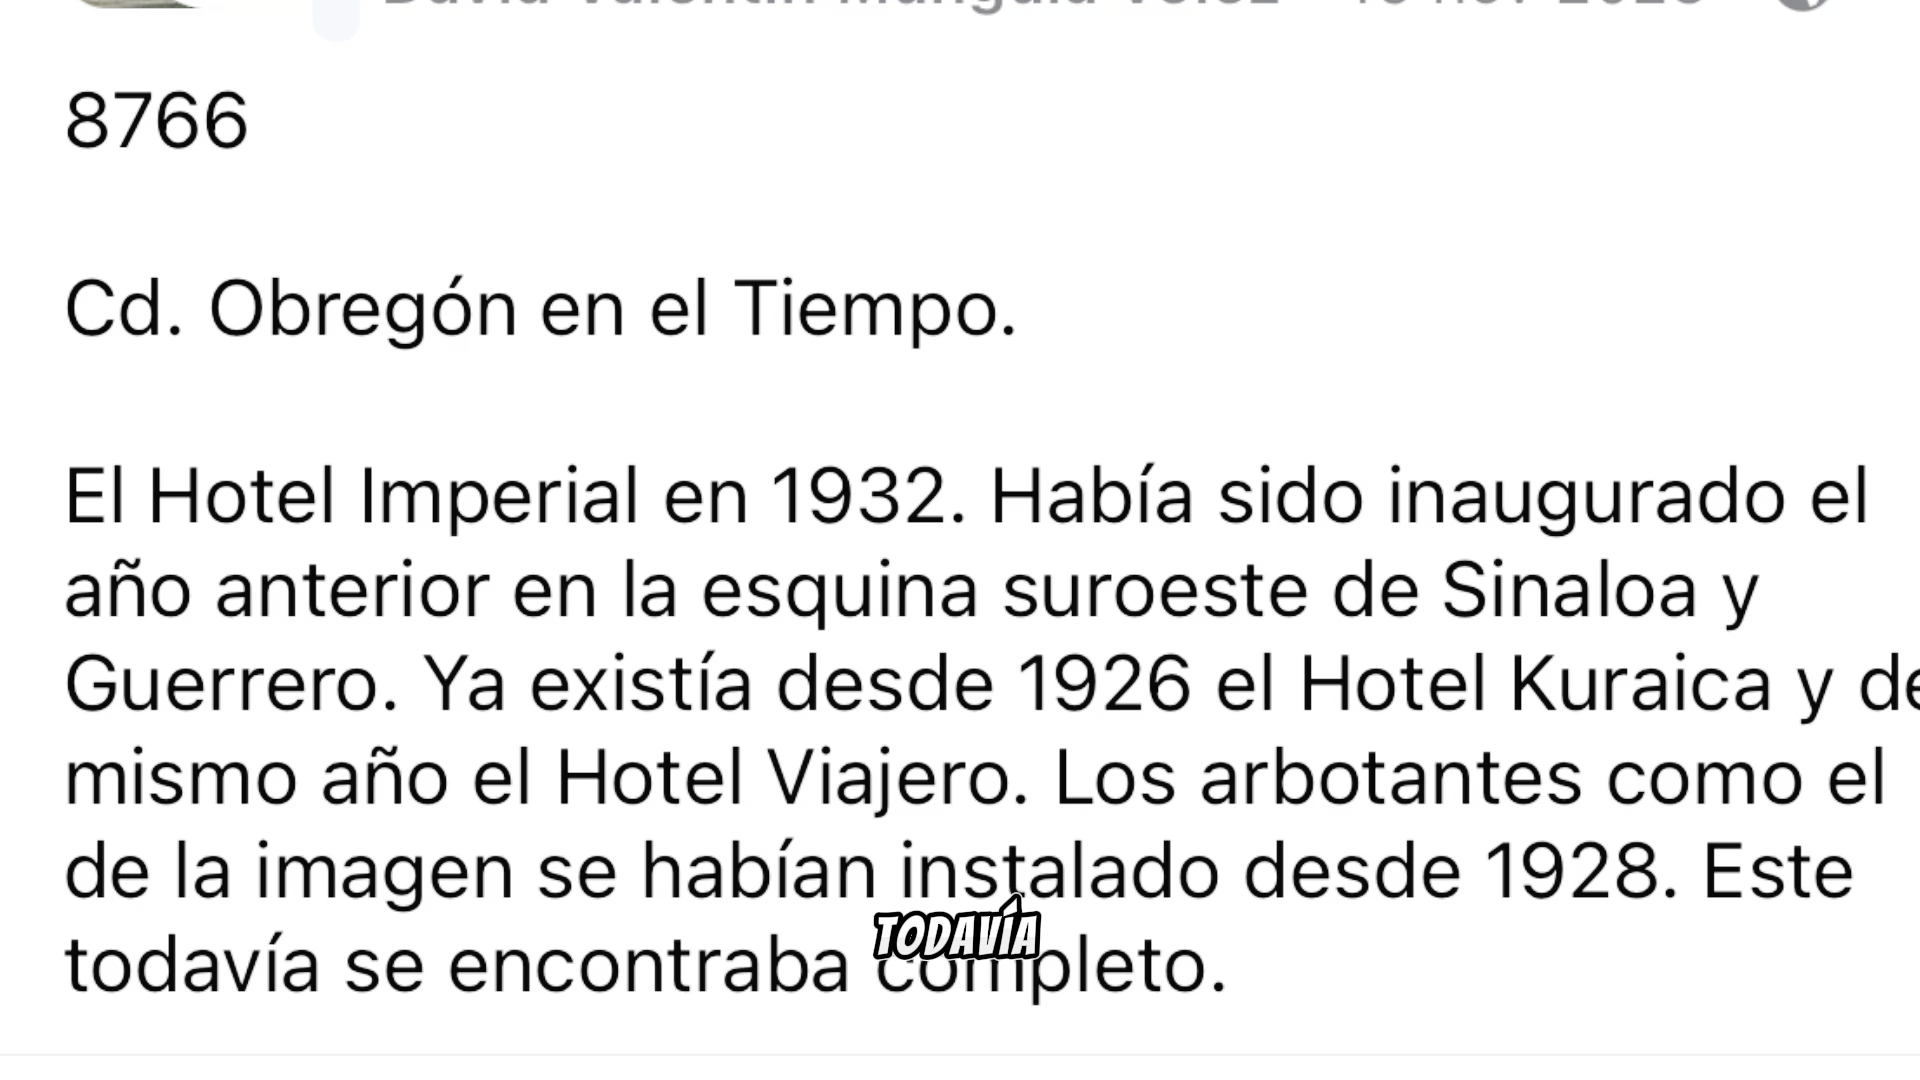 8766
Cd. Obregón en el Tiempo.
El Hotel Imperial en 1932. Había sido inaugurado el
año anterior en la esquina suroeste de Sinaloa y
Guerrero. Ya existía desde 1926 el Hotel Kuraica y de
mismo año el Hotel Viajero. Los arbotantes como el
de la imagen se habían instalado desde 1928. Este
todavía se encontraba completo.
TODAVÍA